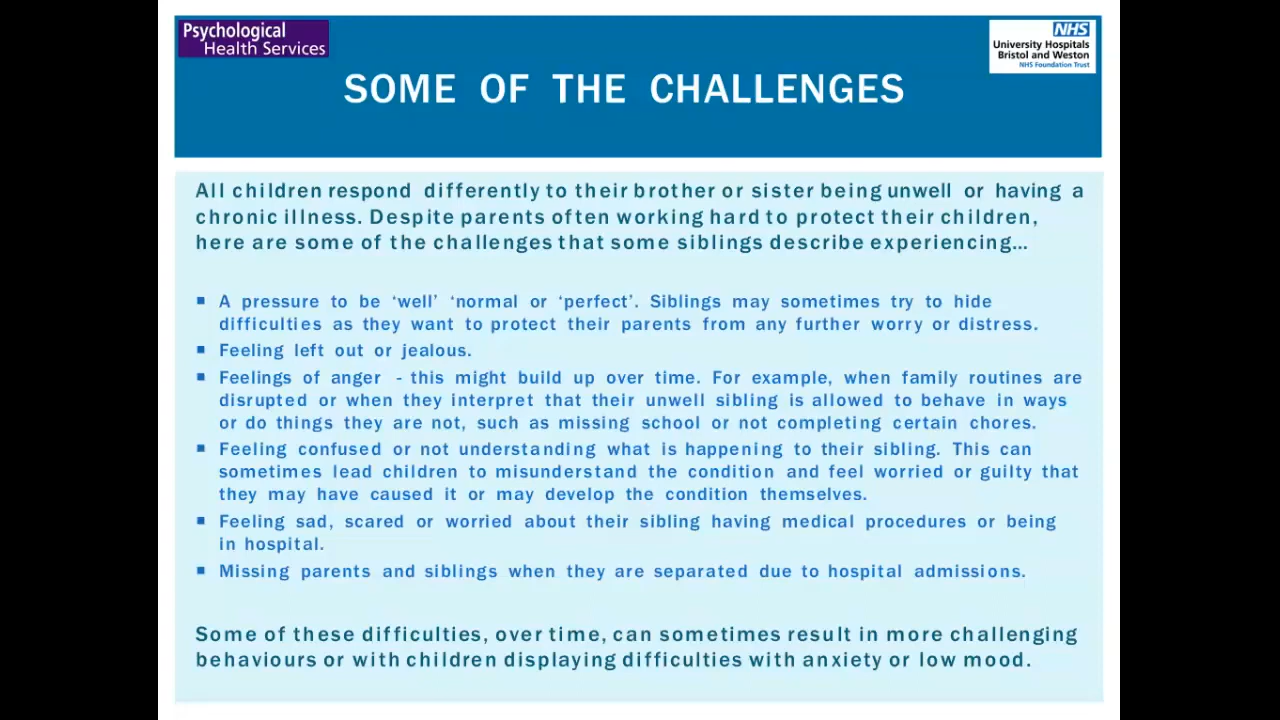 Psychological
Health Services
NHS
University Hospitals
Bristol and Weston
NHS Foundation Trust
SOME OF THE CHALLENGES
All children respond differently to their brother or sister being unwell or having a
chronic illness. Despite parents often working hard to protect their children,
here are some of the challenges that some siblings describe experiencing…
▪ A pressure to be ‘well’ ‘normal or ‘perfect’. Siblings may sometimes try to hide
difficulties as they want to protect their parents from any further worry or distress.
▪ Feeling left out or jealous.
▪ Feelings of anger - this might build up over time. For example, when family routines are
disrupted or when they interpret that their unwell sibling is allowed to behave in ways
or do things they are not, such as missing school or not completing certain chores.
▪ Feeling confused or not understanding what is happening to their sibling. This can
sometimes lead children to misunderstand the condition and feel worried or guilty that
they may have caused it or may develop the condition themselves.
▪ Feeling sad, scared or worried about their sibling having medical procedures or being
in hospital.
▪ Missing parents and siblings when they are separated due to hospital admissions.
Some of these difficulties, over time, can sometimes result in more challenging
behaviours or with children displaying difficulties with anxiety or low mood.